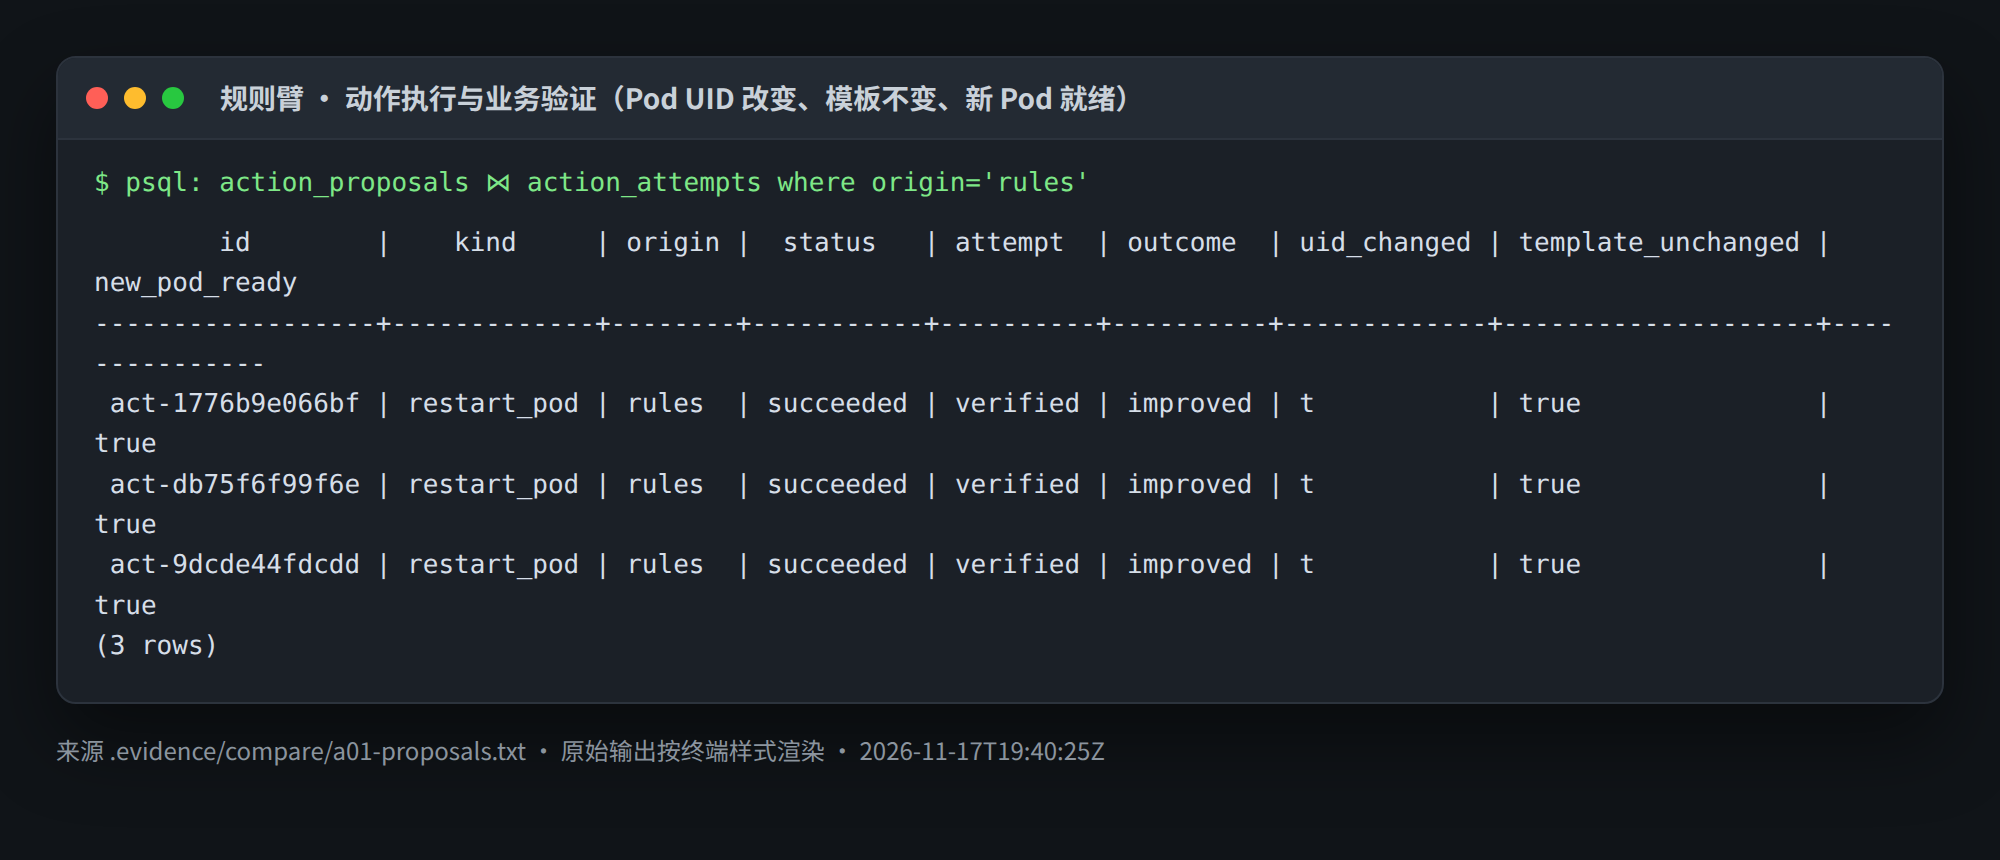 规则臂 • 动作执行与业务验证（Pod UID 改变、模板不变、新 Pod 就绪）
$ psql: action_proposals ⋈ action_attempts where origin='rules'
        id        |    kind     | origin |  status   | attempt  | outcome  | uid_changed | template_unchanged |
new_pod_ready
------------------+-------------+--------+-----------+----------+----------+-------------+--------------------+----
-----------
 act-1776b9e066bf | restart_pod | rules  | succeeded | verified | improved | t           | true               |
true
 act-db75f6f99f6e | restart_pod | rules  | succeeded | verified | improved | t           | true               |
true
 act-9dcde44fdcdd | restart_pod | rules  | succeeded | verified | improved | t           | true               |
true
(3 rows)
来源 .evidence/compare/a01-proposals.txt • 原始输出按终端样式渲染 • 2026-11-17T19:40:25Z